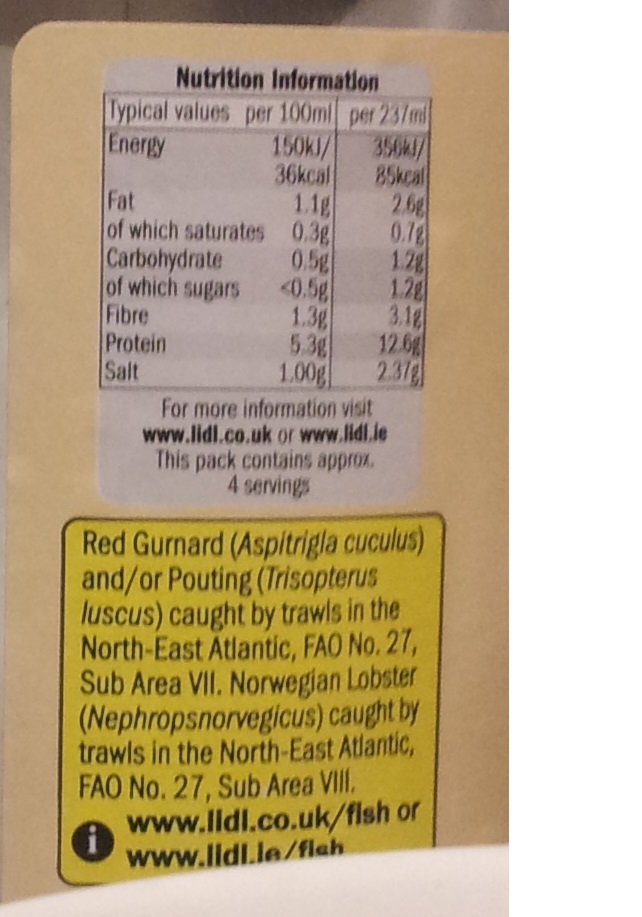 Nutrition Information
Typical values per 100ml per 237ml
Energy 150kJ/ 356kJ/
36kcal 85kcal
Fat 1.1g 2.6g
of which saturates 0.3g 0.7g
Carbohydrate 0.5g 1.2g
of which sugars <0.5g 1.2g
Fibre 1.3g 3.1g
Protein 5.3g 12.6g
Salt 1.00g 2.37g
For more information visit
www.lidl.co.uk or www.lidl.ie
This pack contains approx.
4 servings
Red Gurnard (Aspitrigla cuculus)
and/or Pouting (Trisopterus
luscus) caught by trawls in the
North-East Atlantic, FAO No. 27,
Sub Area VII. Norwegian Lobster
(Nephropsnorvegicus) caught by
trawls in the North-East Atlantic,
FAO No. 27, Sub Area VIII.
i www.lidl.co.uk/fish or
www.lidl.ie/fish